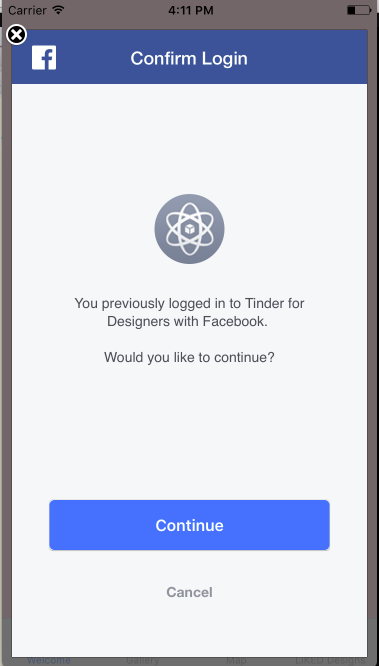 Carrier 4:11 PM
Confirm Login
You previously logged in to Tinder for
Designers with Facebook.
Would you like to continue?
Continue
Cancel
Welcome Gallery Map LIKED Designs